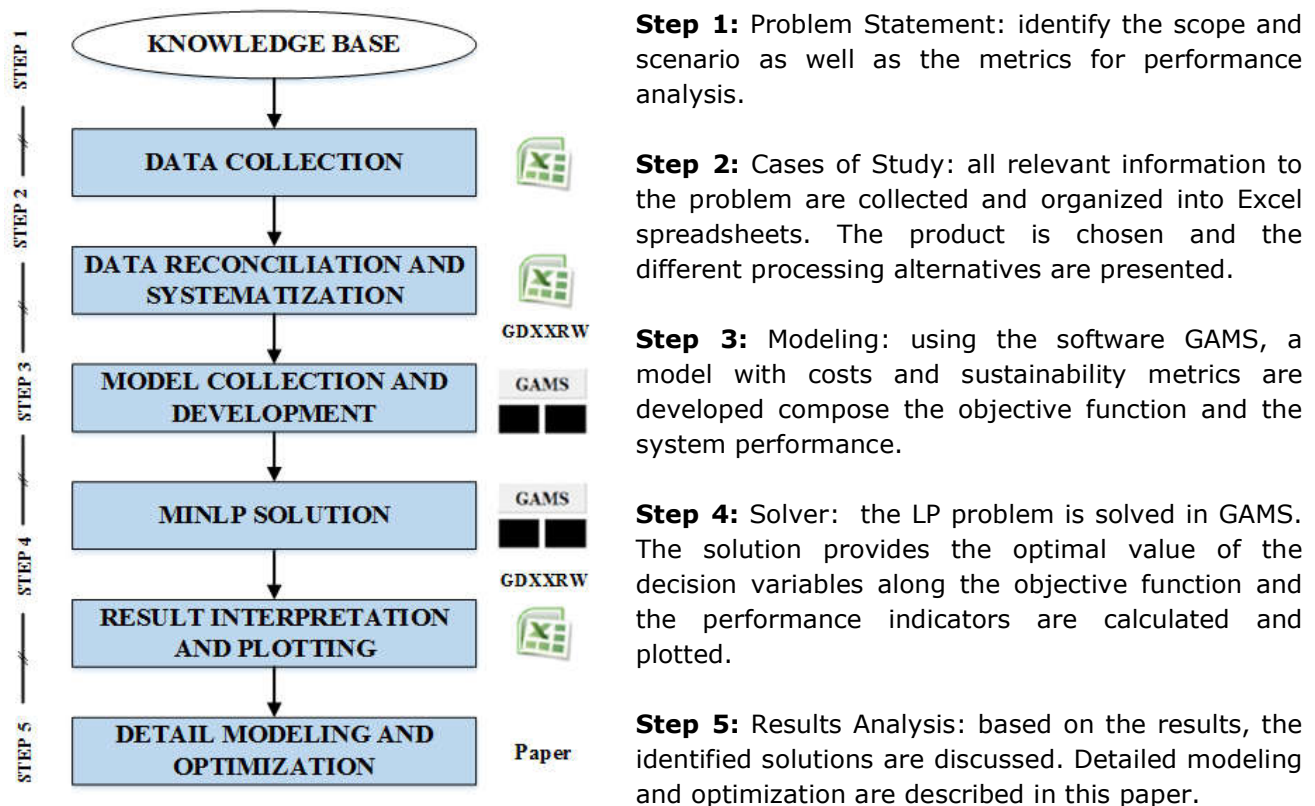 STEP 1
STEP 2
STEP 3
STEP 4
STEP 5
KNOWLEDGE BASE
DATA COLLECTION
DATA RECONCILIATION AND
SYSTEMATIZATION
GDXXRW
MODEL COLLECTION AND
DEVELOPMENT
GAMS
MINLP SOLUTION
GAMS
GDXXRW
RESULT INTERPRETATION
AND PLOTTING
DETAIL MODELING AND
OPTIMIZATION
Paper
Step 1: Problem Statement: identify the scope and
scenario as well as the metrics for performance
analysis.
Step 2: Cases of Study: all relevant information to
the problem are collected and organized into Excel
spreadsheets. The product is chosen and the
different processing alternatives are presented.
Step 3: Modeling: using the software GAMS, a
model with costs and sustainability metrics are
developed compose the objective function and the
system performance.
Step 4: Solver: the LP problem is solved in GAMS.
The solution provides the optimal value of the
decision variables along the objective function and
the performance indicators are calculated and
plotted.
Step 5: Results Analysis: based on the results, the
identified solutions are discussed. Detailed modeling
and optimization are described in this paper.